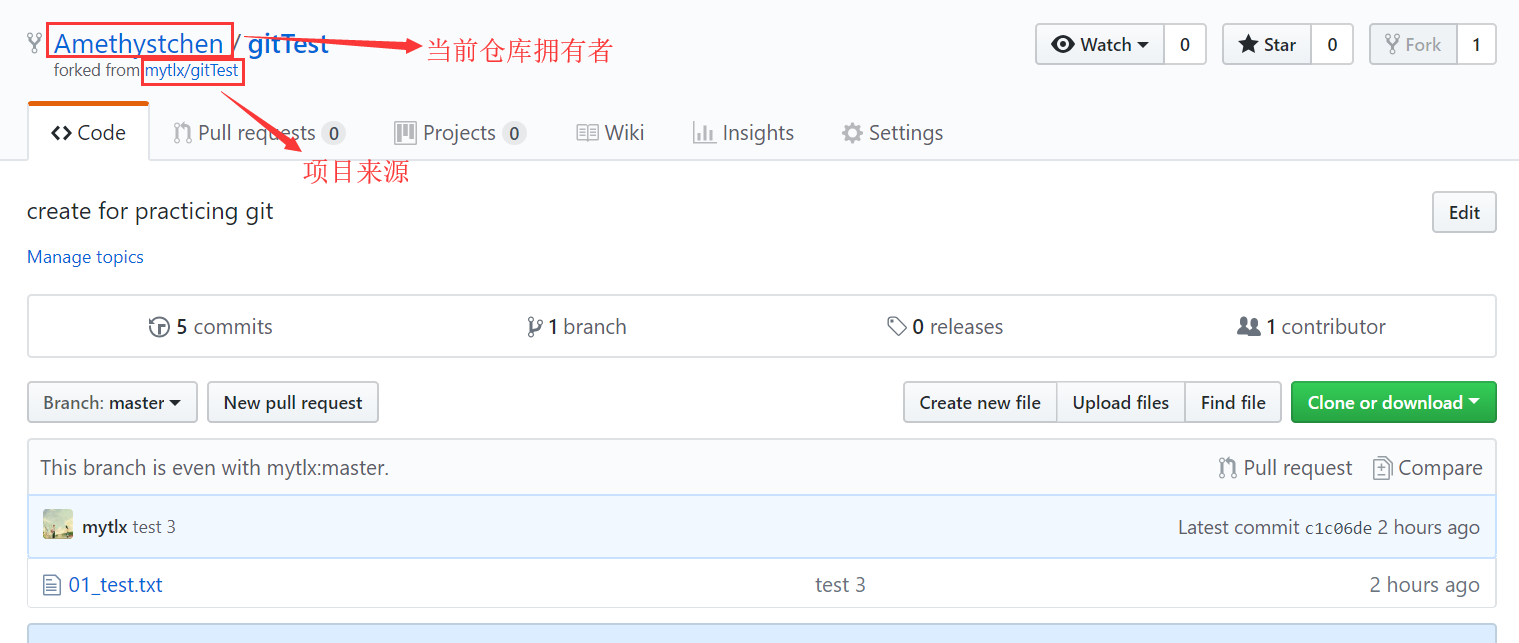 Amethystchen / gitTest
当前仓库拥有者
Watch 0
Star 0
Fork 1
forked from mytlx/gitTest
Code
Pull requests 0
Projects 0
Wiki
Insights
Settings
项目来源
create for practicing git
Edit
Manage topics
5 commits
1 branch
0 releases
1 contributor
Branch: master
New pull request
Create new file
Upload files
Find file
Clone or download
This branch is even with mytlx:master.
Pull request
Compare
mytlx test 3
Latest commit c1c06de 2 hours ago
01_test.txt
test 3
2 hours ago